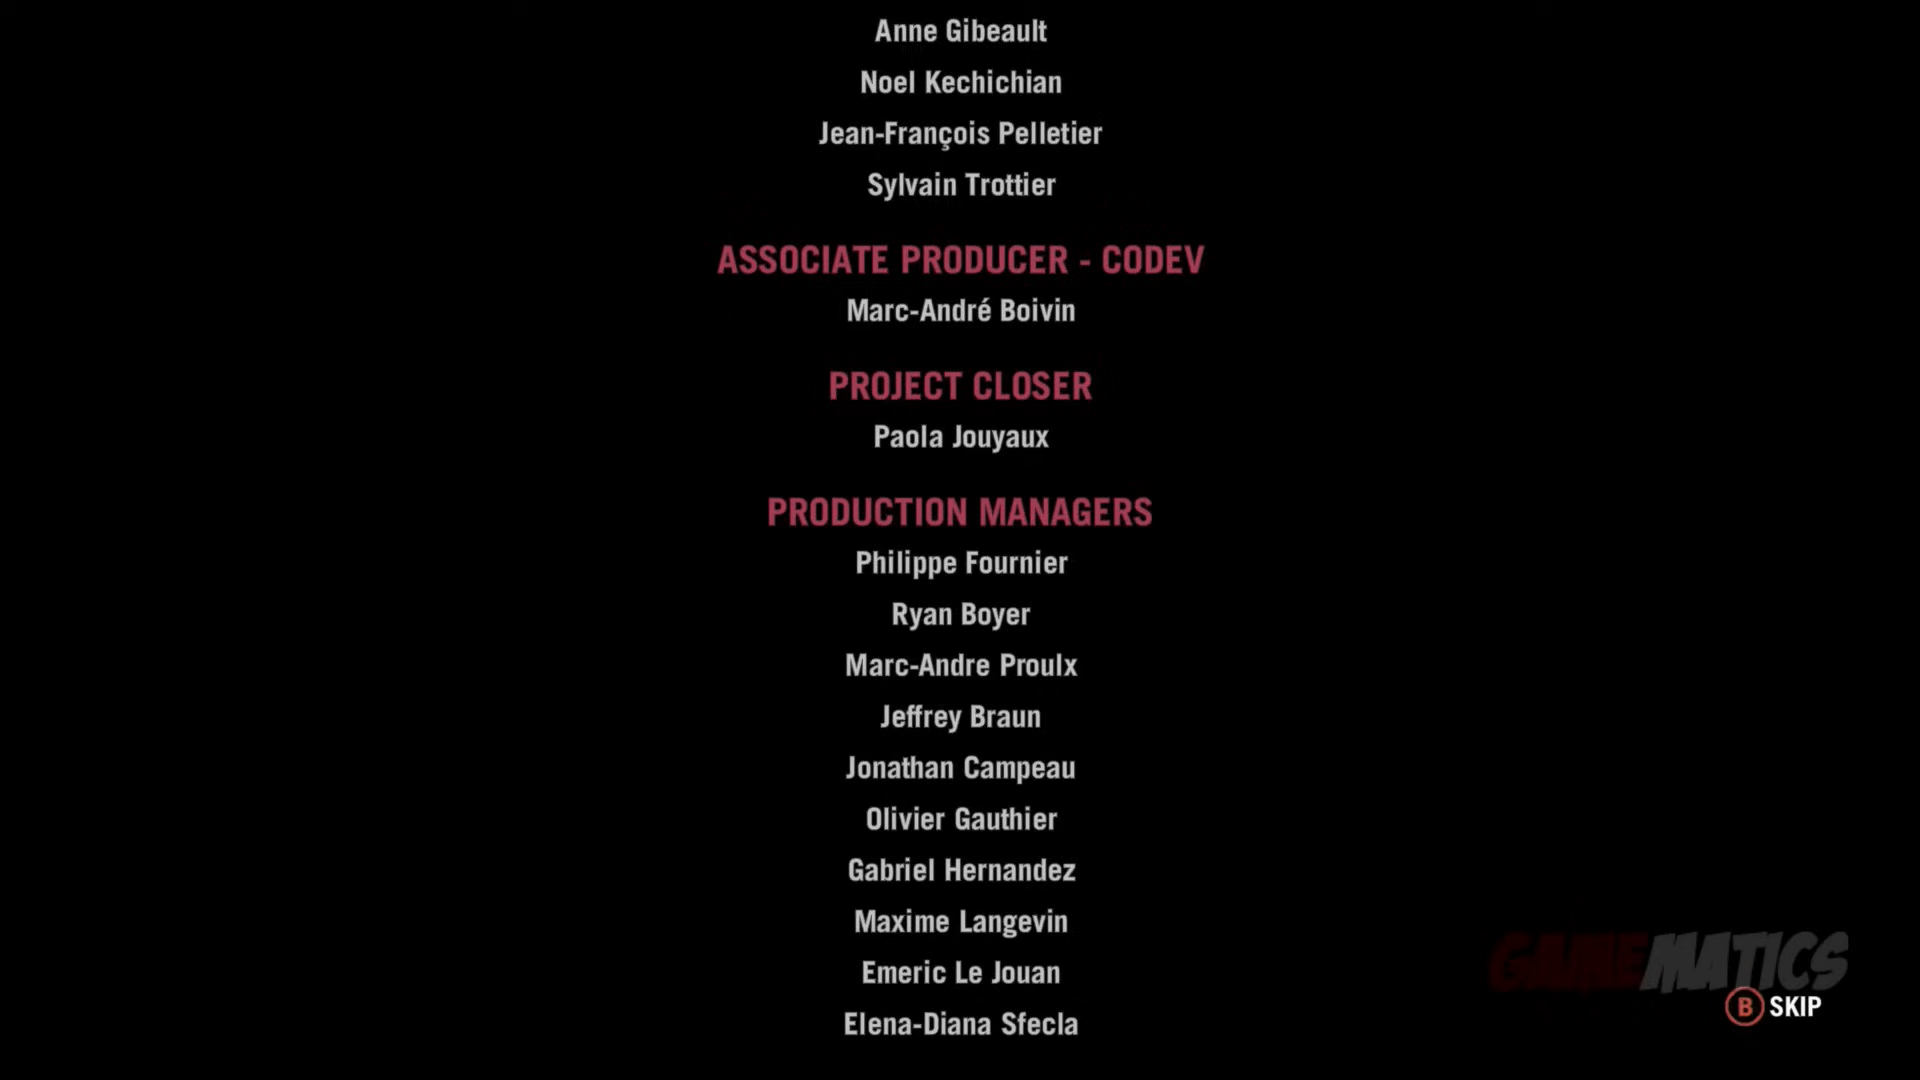 Anne Gibeault
Noel Kechichian
Jean-François Pelletier
Sylvain Trottier
ASSOCIATE PRODUCER - CODEV
Marc-André Boivin
PROJECT CLOSER
Paola Jouyaux
PRODUCTION MANAGERS
Philippe Fournier
Ryan Boyer
Marc-Andre Proulx
Jeffrey Braun
Jonathan Campeau
Olivier Gauthier
Gabriel Hernandez
Maxime Langevin
Emeric Le Jouan
Elena-Diana Sfecla
GAMEMATICS
B SKIP